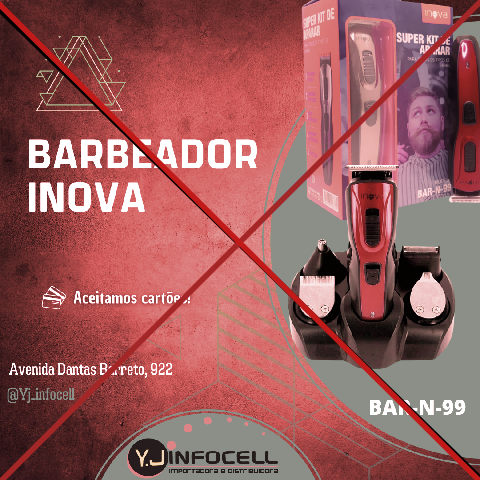 inova
SUPER KIT DE
APARAR
SUPER KIT DE
APARAR
BAR-N-99
inova
BARBEADOR
INOVA
Aceitamos cartões!
Avenida Dantas Barreto, 922
@Yj_infocell
BAR-N-99
Y.J INFOCELL
IMPORTADORA E DISTRIBUIDORA